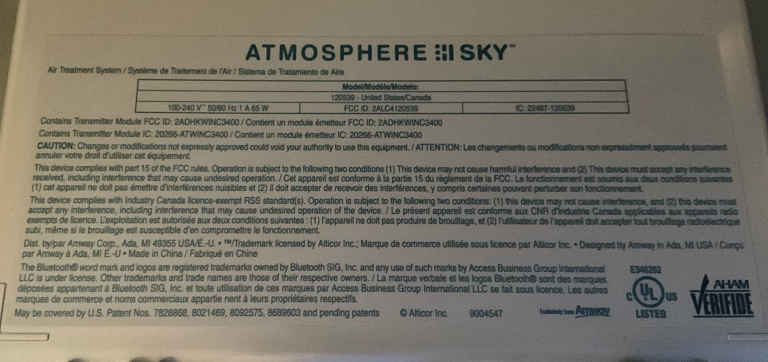 ATMOSPHERE SKY™
Air Treatment System / Système de Traitement de l'Air / Sistema de Tratamiento de Aire
Model/Modèle/Modelo:
120539 - United States/Canada
100-240 V~ 50/60 Hz 1 A 65 W FCC ID: 2ALC4120539 IC: 22487-120539
Contains Transmitter Module FCC ID: 2ADHKWINC3400 / Contient un module émetteur FCC ID: 2ADHKWINC3400
Contains Transmitter Module IC: 20266-ATWINC3400 / Contient un module émetteur IC: 20266-ATWINC3400
CAUTION: Changes or modifications not expressly approved could void your authority to use this equipment. / ATTENTION: Les changements ou modifications non expressément approuvés pourraient
annuler votre droit d'utiliser cet équipement.
This device complies with part 15 of the FCC rules. Operation is subject to the following two conditions (1) This device may not cause harmful interference and (2) This device must accept any interference
received, including interference that may cause undesired operation. / Cet appareil est conforme à la partie 15 du règlement de la FCC. Le fonctionnement est soumis aux deux conditions suivantes
(1) cet appareil ne doit pas émettre d'interférences nuisibles et (2) il doit accepter de recevoir des interférences, y compris certaines pouvant perturber son fonctionnement.
This device complies with Industry Canada licence-exempt RSS standard(s). Operation is subject to the following two conditions: (1) this device may not cause interference, and (2) this device must
accept any interference, including interference that may cause undesired operation of the device. / Le présent appareil est conforme aux CNR d'Industrie Canada applicables aux appareils radio
exempts de licence. L'exploitation est autorisée aux deux conditions suivantes : (1) l'appareil ne doit pas produire de brouillage, et (2) l'utilisateur de l'appareil doit accepter tout brouillage radioélectrique
subi, même si le brouillage est susceptible d'en compromettre le fonctionnement.
Dist. by/par Amway Corp., Ada, MI 49355 USA/E.-U. • ™/Trademark licensed by Alticor Inc.; Marque de commerce utilisée sous licence par Alticor Inc. • Designed by Amway in Ada, MI USA / Conçu
par Amway à Ada, MI E.-U • Made in China / Fabriqué en Chine
The Bluetooth® word mark and logos are registered trademarks owned by Bluetooth SIG, Inc. and any use of such marks by Access Business Group International
LLC is under license. Other trademarks and trade names are those of their respective owners. / La marque verbale et les logos Bluetooth® sont des marques
déposées appartenant à Bluetooth SIG, Inc. et toute utilisation de ces marques par Access Business Group International LLC se fait sous licence. Les autres
marques de commerce et noms commerciaux appartie nent à leurs propriétaires respectifs.
May be covered by U.S. Patent Nos. 7828868, 8021469, 8092575, 8689603 and pending patents © Alticor Inc. 9004547 Exclusively from Amway
E346262
C UL US
LISTED
AHAM
VERIFIDE